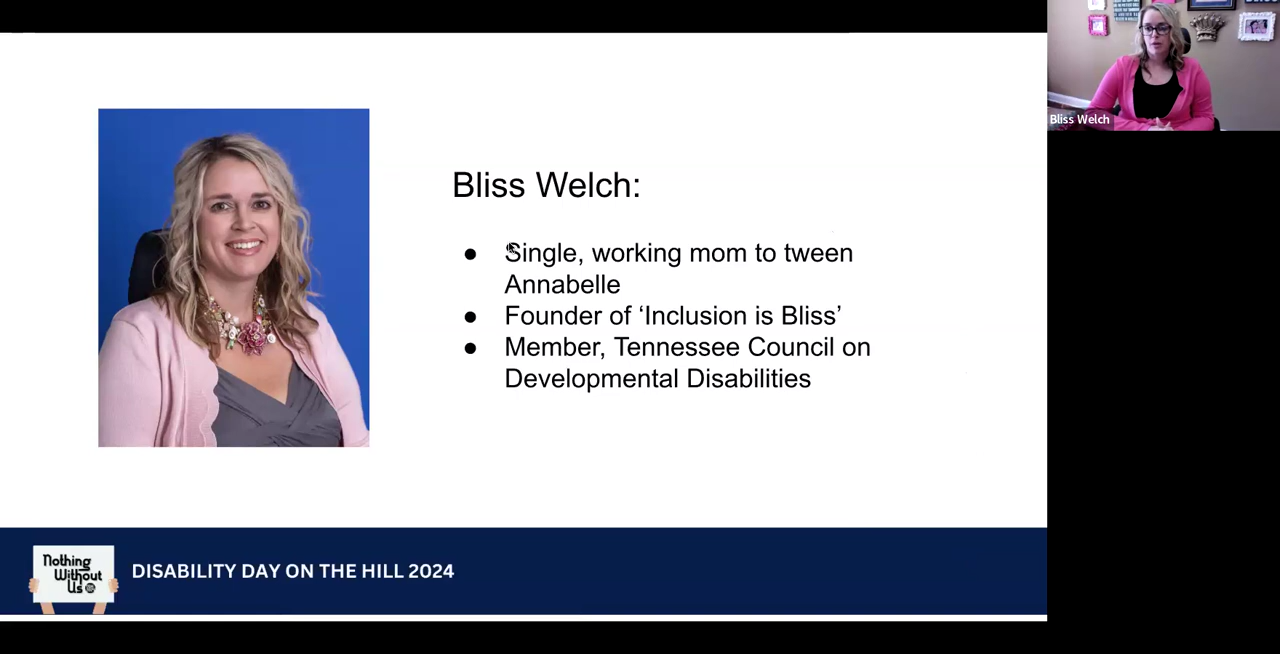 Bliss Welch:
● Single, working mom to tween
Annabelle
● Founder of ‘Inclusion is Bliss’
● Member, Tennessee Council on
Developmental Disabilities
Nothing
Without
Us
DISABILITY DAY ON THE HILL 2024
Bliss Welch